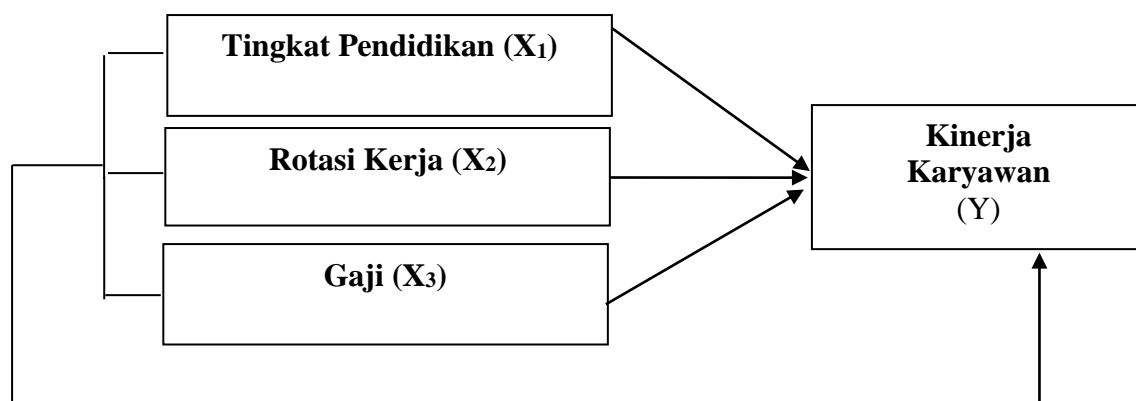 Tingkat Pendidikan (X₁)
Rotasi Kerja (X₂)
Gaji (X₃)
Kinerja
Karyawan
(Y)